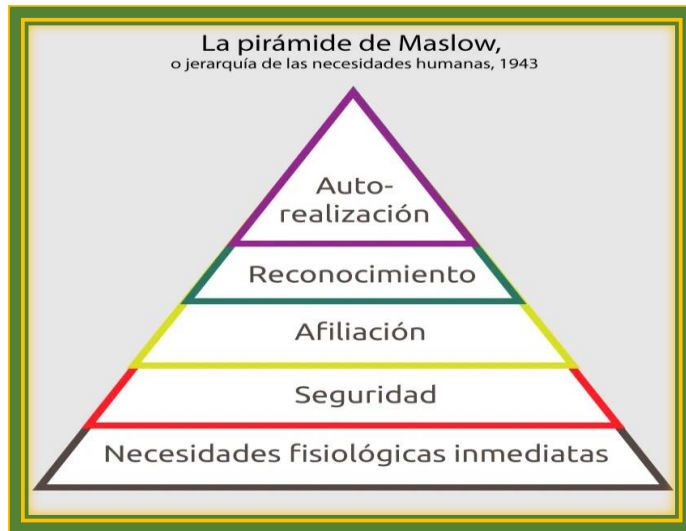 La pirámide de Maslow,
o jerarquía de las necesidades humanas, 1943
Auto-
realización
Reconocimiento
Afiliación
Seguridad
Necesidades fisiológicas inmediatas